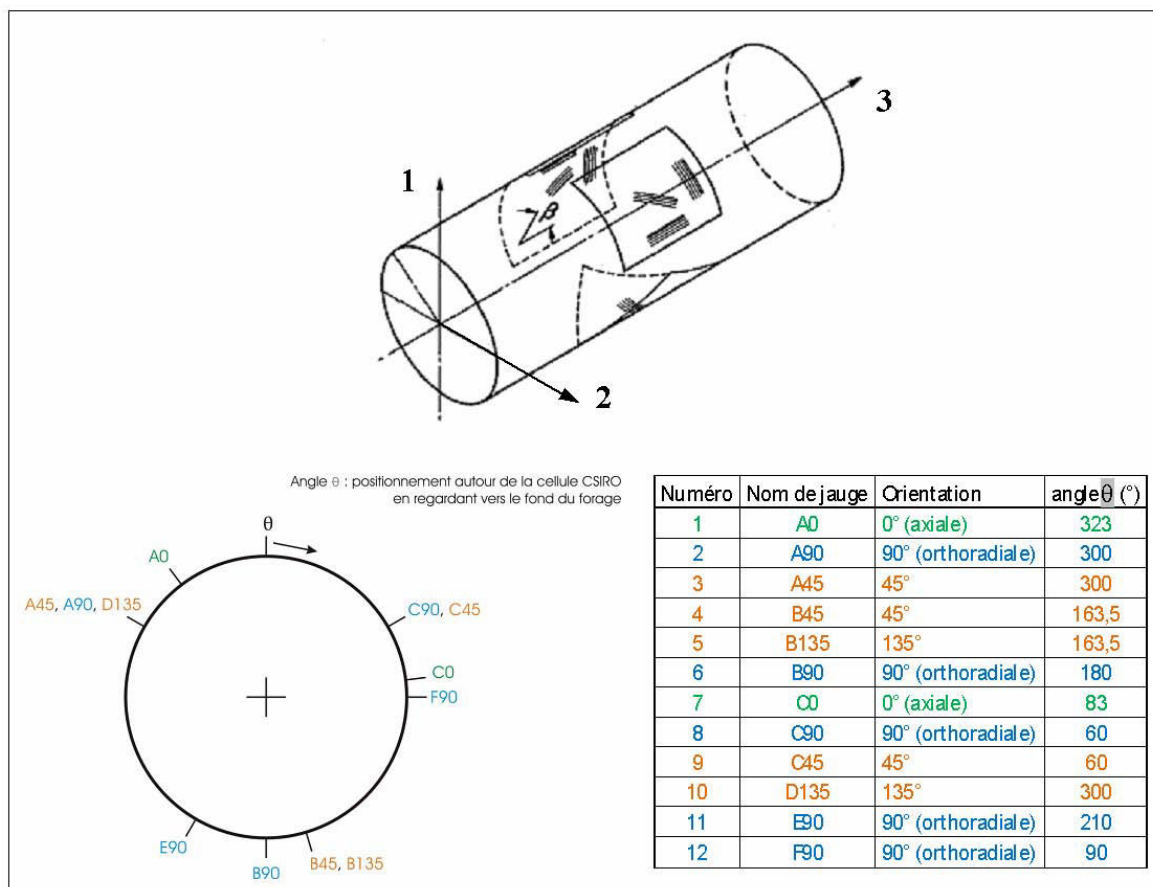 3
1
β
2
Angle θ : positionnement autour de la cellule CSIRO
en regardant vers le fond du forage
θ
A0
A45, A90, D135
C90, C45
C0
F90
E90
B90
B45, B135
Numéro Nom de jauge Orientation angle θ (°)
1 A0 0° (axiale) 323
2 A90 90° (orthoradiale) 300
3 A45 45° 300
4 B45 45° 163,5
5 B135 135° 163,5
6 B90 90° (orthoradiale) 180
7 C0 0° (axiale) 83
8 C90 90° (orthoradiale) 60
9 C45 45° 60
10 D135 135° 300
11 E90 90° (orthoradiale) 210
12 F90 90° (orthoradiale) 90